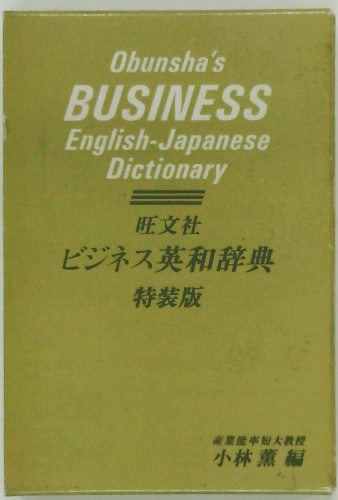 Obunsha's
BUSINESS
English-Japanese
Dictionary
旺文社
ビジネス英和辞典
特装版
産業能率短大教授
小林薫 編